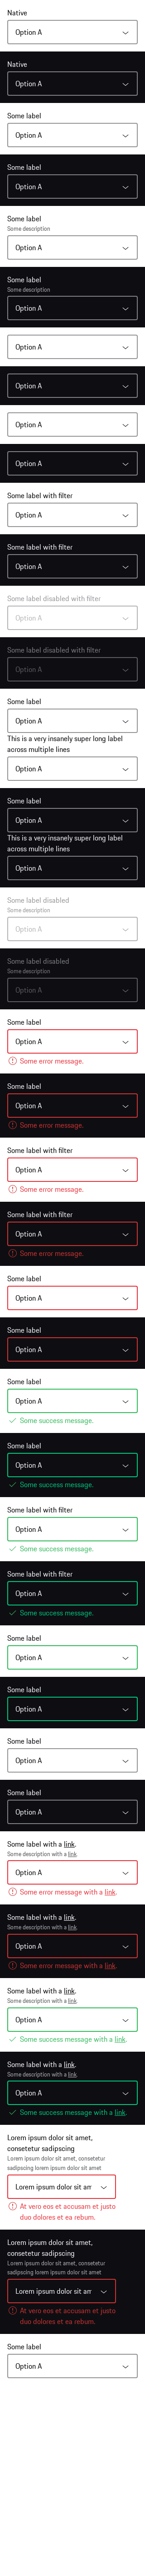 Native
Option A
Native
Option A
Some label
Option A
Some label
Option A
Some label
Some description
Option A
Some label
Some description
Option A
Option A
Option A
Option A
Option A
Some label with filter
Option A
Some label with filter
Option A
Some label disabled with filter
Option A
Some label disabled with filter
Option A
Some label
Option A
This is a very insanely super long label
across multiple lines
Option A
Some label
Option A
This is a very insanely super long label
across multiple lines
Option A
Some label disabled
Some description
Option A
Some label disabled
Some description
Option A
Some label
Option A
Some error message.
Some label
Option A
Some error message.
Some label with filter
Option A
Some error message.
Some label with filter
Option A
Some error message.
Some label
Option A
Some label
Option A
Some label
Option A
Some success message.
Some label
Option A
Some success message.
Some label with filter
Option A
Some success message.
Some label with filter
Option A
Some success message.
Some label
Option A
Some label
Option A
Some label
Option A
Some label
Option A
Some label with a link.
Some description with a link.
Option A
Some error message with a link.
Some label with a link.
Some description with a link.
Option A
Some error message with a link.
Some label with a link.
Some description with a link.
Option A
Some success message with a link.
Some label with a link.
Some description with a link.
Option A
Some success message with a link.
Lorem ipsum dolor sit amet,
consetetur sadipscing
Lorem ipsum dolor sit amet, consetetur
sadipscing lorem ipsum dolor sit amet
Lorem ipsum dolor sit am
At vero eos et accusam et justo
duo dolores et ea rebum.
Lorem ipsum dolor sit amet,
consetetur sadipscing
Lorem ipsum dolor sit amet, consetetur
sadipscing lorem ipsum dolor sit amet
Lorem ipsum dolor sit am
At vero eos et accusam et justo
duo dolores et ea rebum.
Some label
Option A